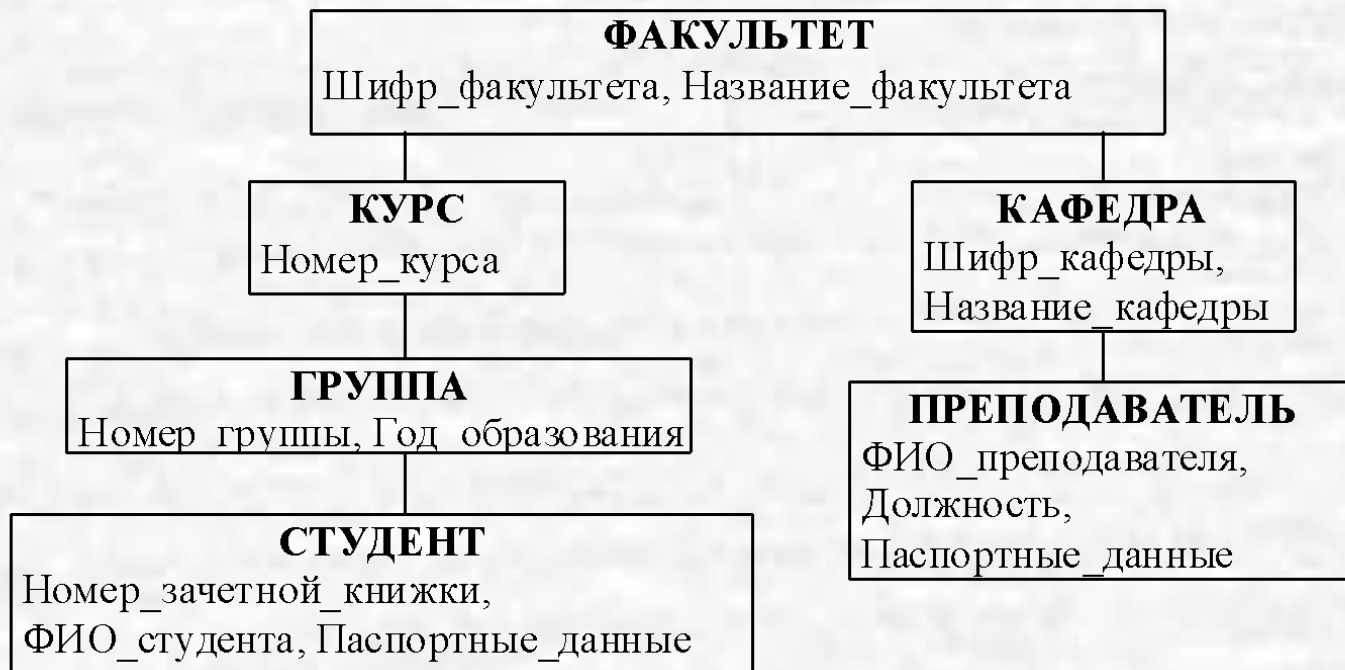 ФАКУЛЬТЕТ
Шифр_факультета, Название_факультета
КУРС
Номер_курса
КАФЕДРА
Шифр_кафедры,
Название_кафедры
ГРУППА
Номер_группы, Год_образования
ПРЕПОДАВАТЕЛЬ
ФИО_преподавателя,
Должность,
Паспортные_данные
СТУДЕНТ
Номер_зачетной_книжки,
ФИО_студента, Паспортные_данные